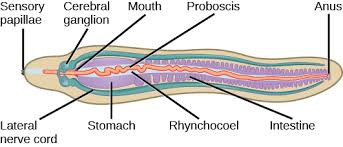 Sensory papillae
Cerebral ganglion
Mouth
Proboscis
Anus
Lateral nerve cord
Stomach
Rhynchocoel
Intestine